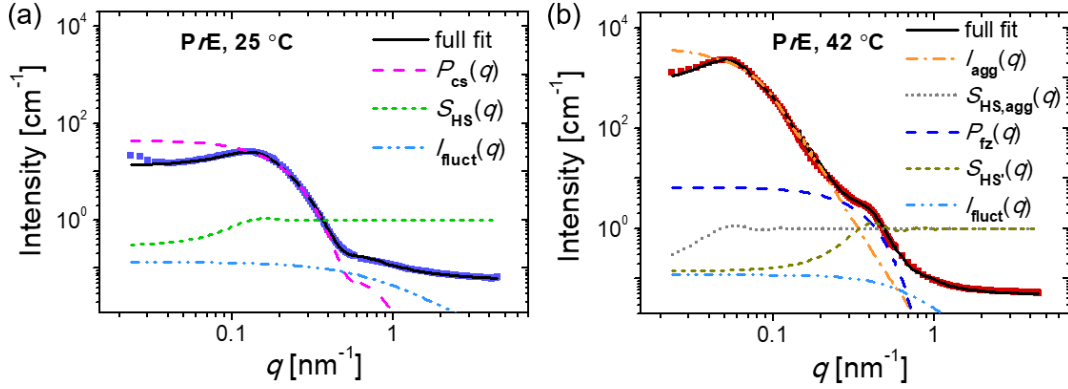 (a)
PrE, 25 °C
full fit
Pcs(q)
SHS(q)
Ifluct(q)
Intensity [cm-1]
10^4
10^2
10^0
0.1
1
q [nm-1]
(b)
PrE, 42 °C
full fit
Iagg(q)
SHS,agg(q)
Pfz(q)
SHS'(q)
Ifluct(q)
Intensity [cm-1]
10^4
10^2
10^0
0.1
1
q [nm-1]